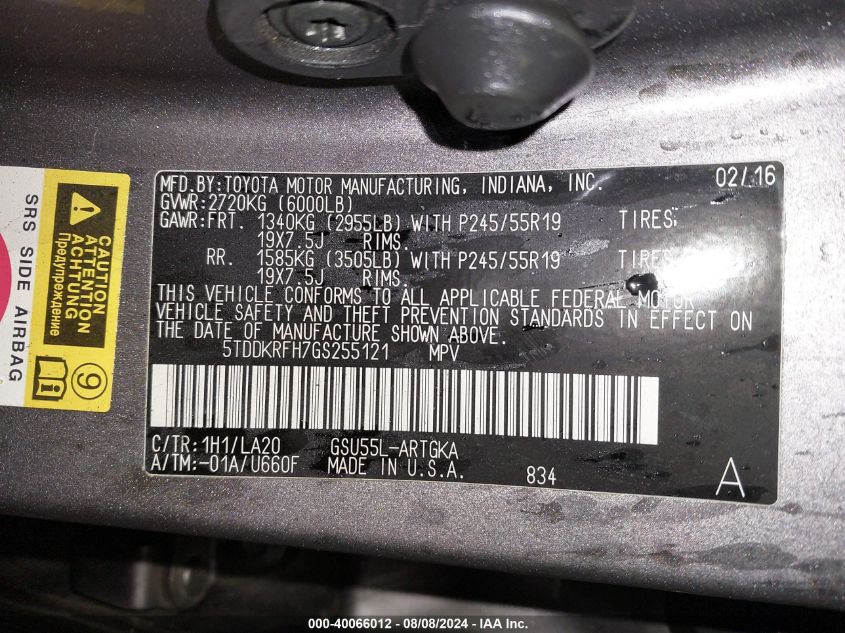 SRS SIDE AIRBAG
CAUTION
ATTENTION
ACHTUNG
Предупреждение
9
MFD.BY:TOYOTA MOTOR MANUFACTURING, INDIANA, INC. 02/16
GVWR:2720KG (6000LB)
GAWR:FRT. 1340KG (2955LB) WITH P245/55R19 TIRES
19X7.5J RIMS.
RR. 1585KG (3505LB) WITH P245/55R19 TIRES
19X7.5J RIMS.
THIS VEHICLE CONFORMS TO ALL APPLICABLE FEDERAL MOTOR
VEHICLE SAFETY AND THEFT PREVENTION STANDARDS IN EFFECT ON
THE DATE OF MANUFACTURE SHOWN ABOVE.
5TDDKRFH7GS255121 MPV
C/TR:1H1/LA20 GSU55L-ARTGKA
A/TM:-01A/U660F MADE IN U.S.A. 834 A
000-40066012 - 08/08/2024 - IAA Inc.